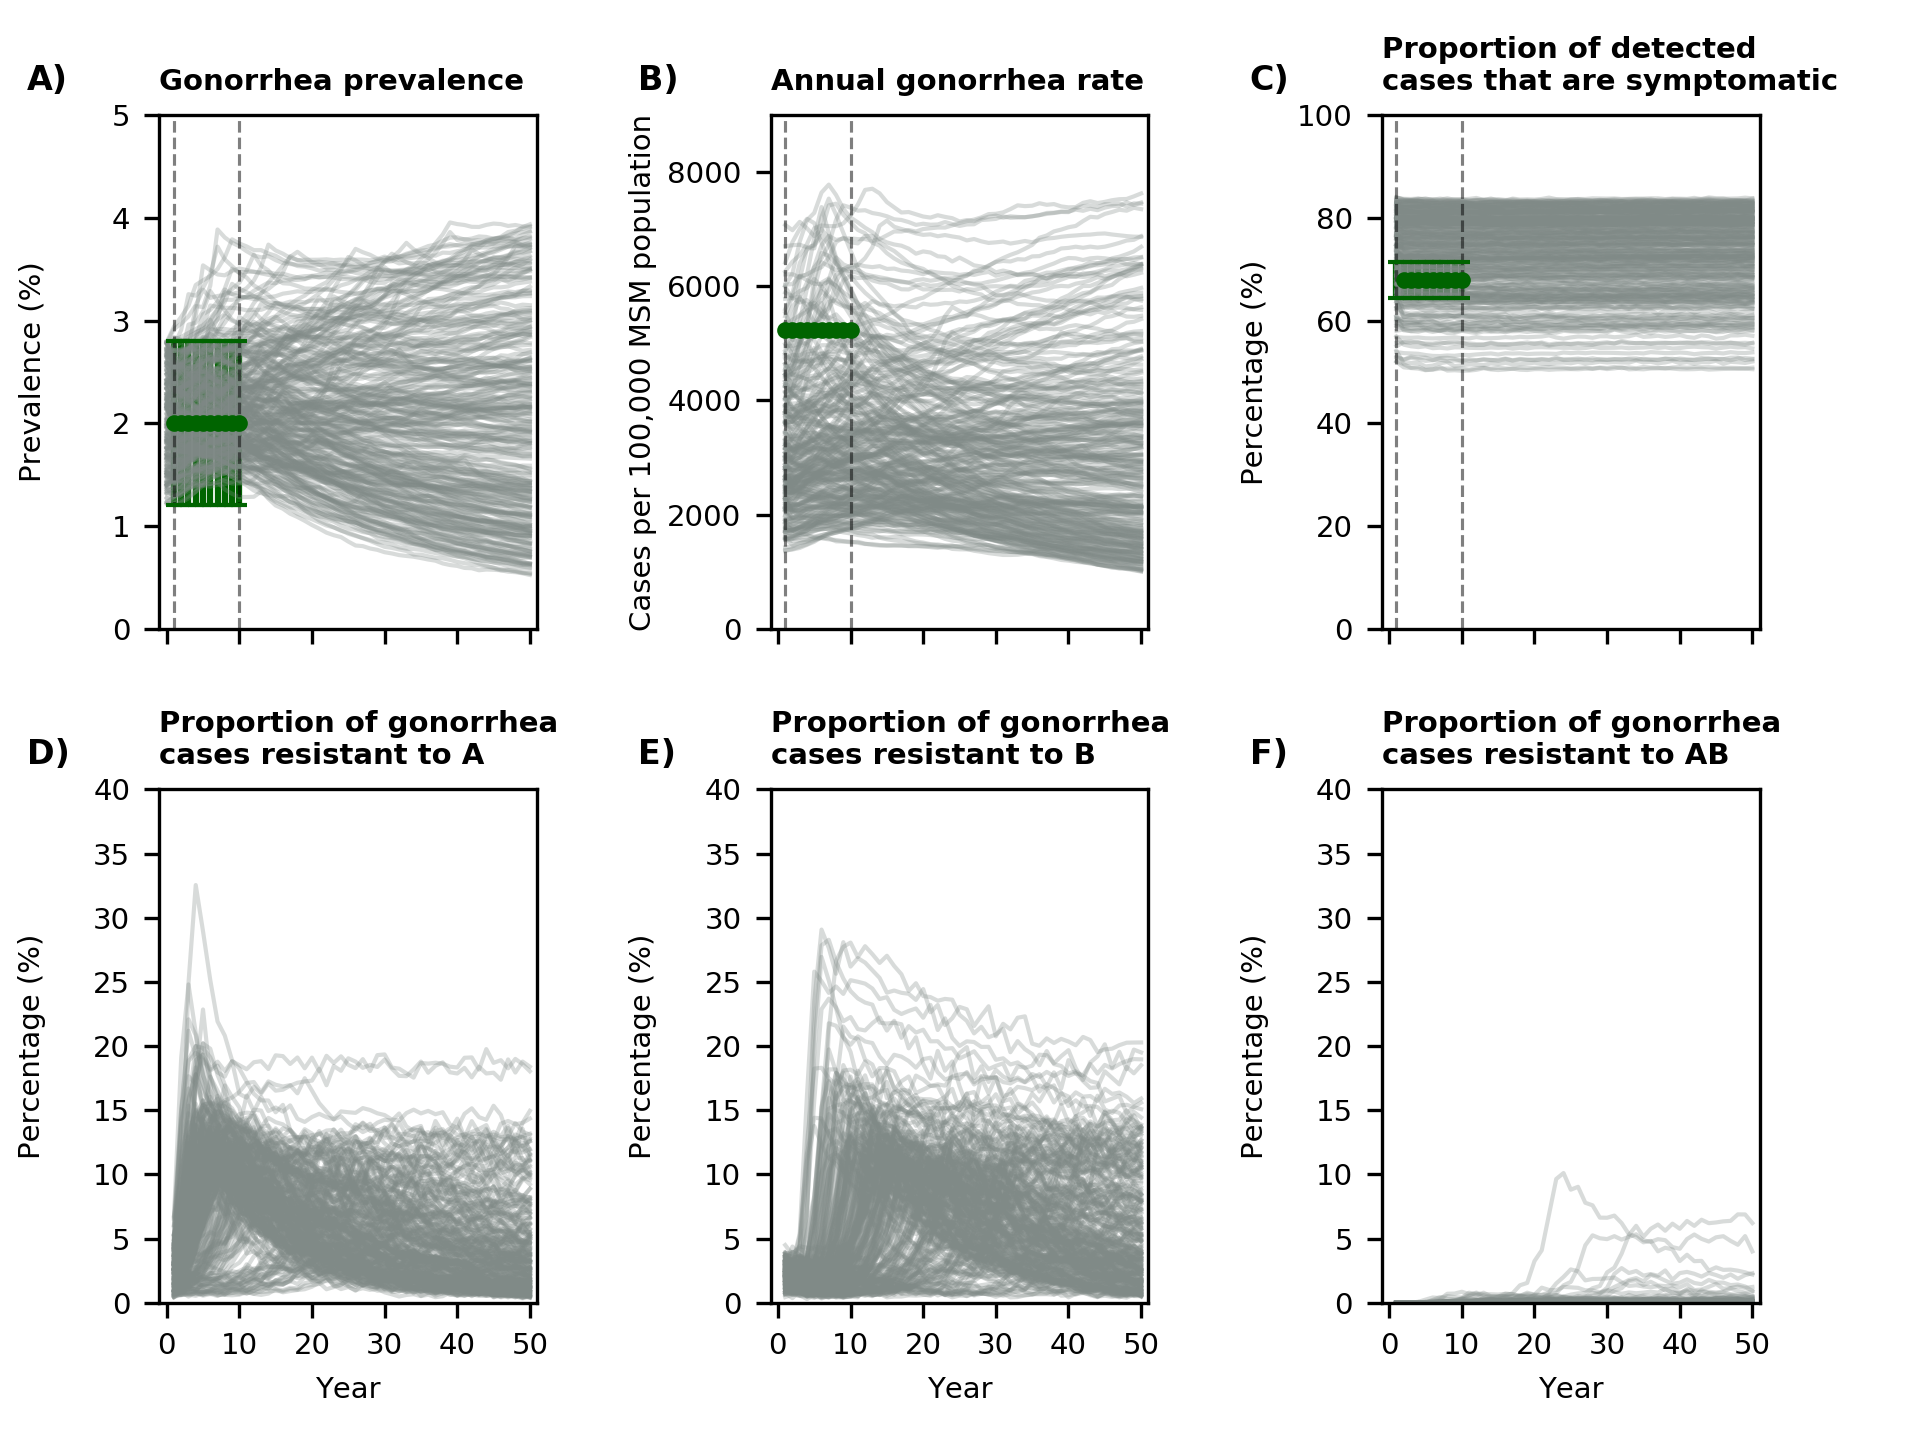 A) Gonorrhea prevalence
5
4
3
2
1
0
Prevalence (%)
B) Annual gonorrhea rate
8000
6000
4000
2000
0
Cases per 100,000 MSM population
C) Proportion of detected
cases that are symptomatic
100
80
60
40
20
0
Percentage (%)
D) Proportion of gonorrhea
cases resistant to A
40
35
30
25
20
15
10
5
0
Percentage (%)
0 10 20 30 40 50
Year
E) Proportion of gonorrhea
cases resistant to B
40
35
30
25
20
15
10
5
0
Percentage (%)
0 10 20 30 40 50
Year
F) Proportion of gonorrhea
cases resistant to AB
40
35
30
25
20
15
10
5
0
Percentage (%)
0 10 20 30 40 50
Year